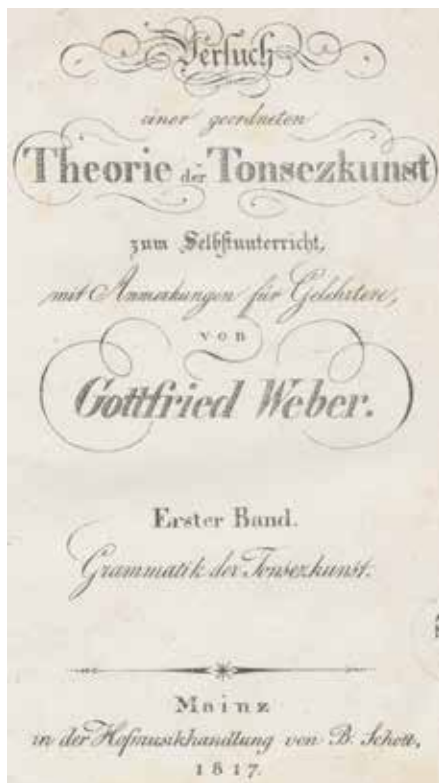 Versuch
einer geordneten
Theorie der Tonsezkunst
zum Selbstunterricht,
mit Anmerkungen für Gelehrtere,
von
Gottfried Weber.
Erster Band.
Grammatik der Tonsezkunst.
Mainz
in der Hofmusikhandlung von B. Schott,
1817.